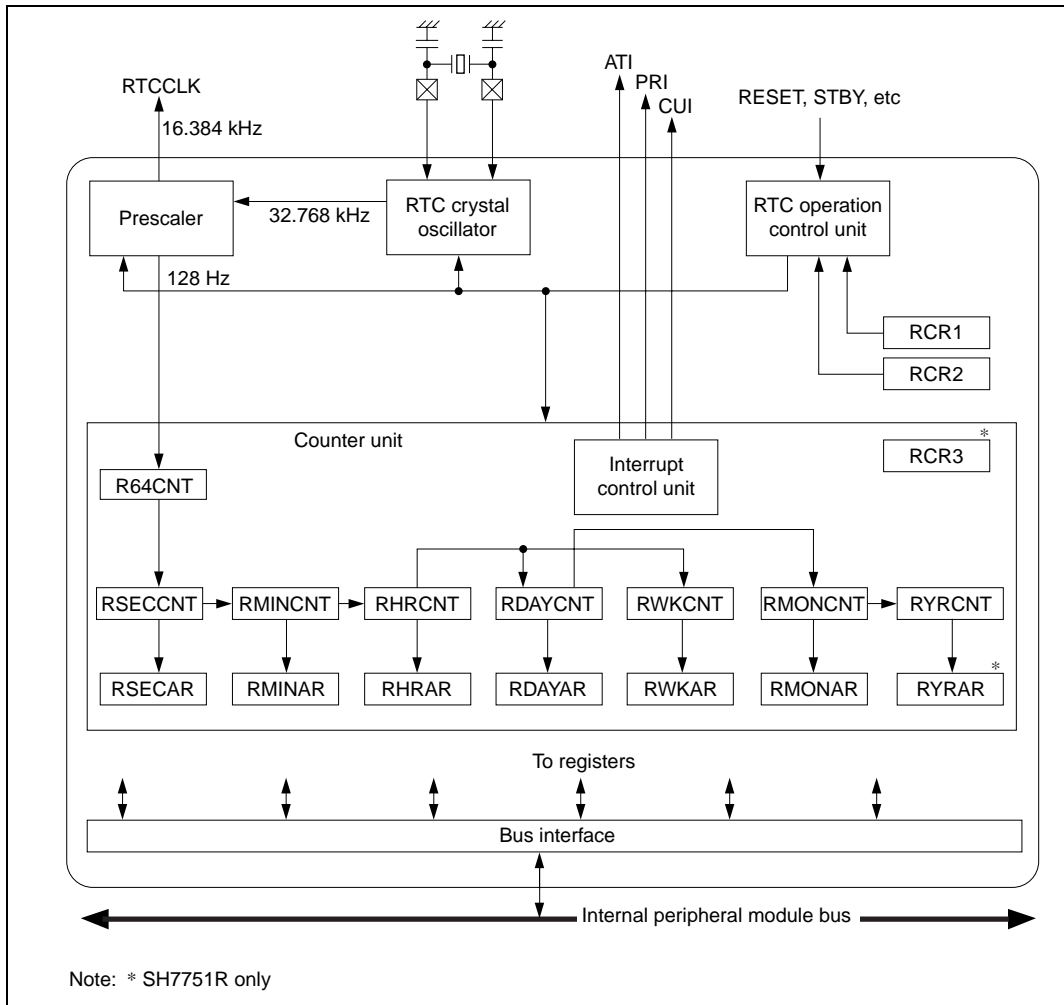 ATI
PRI
CUI
RTCCLK
RESET, STBY, etc
16.384 kHz
Prescaler
32.768 kHz
RTC crystal
oscillator
RTC operation
control unit
128 Hz
RCR1
RCR2
Counter unit
*
RCR3
Interrupt
control unit
R64CNT
RSECCNT
RMINCNT
RHRCNT
RDAYCNT
RWKCNT
RMONCNT
RYRCNT
*
RSECAR
RMINAR
RHRAR
RDAYAR
RWKAR
RMONAR
RYRAR
To registers
Bus interface
Internal peripheral module bus
Note: * SH7751R only